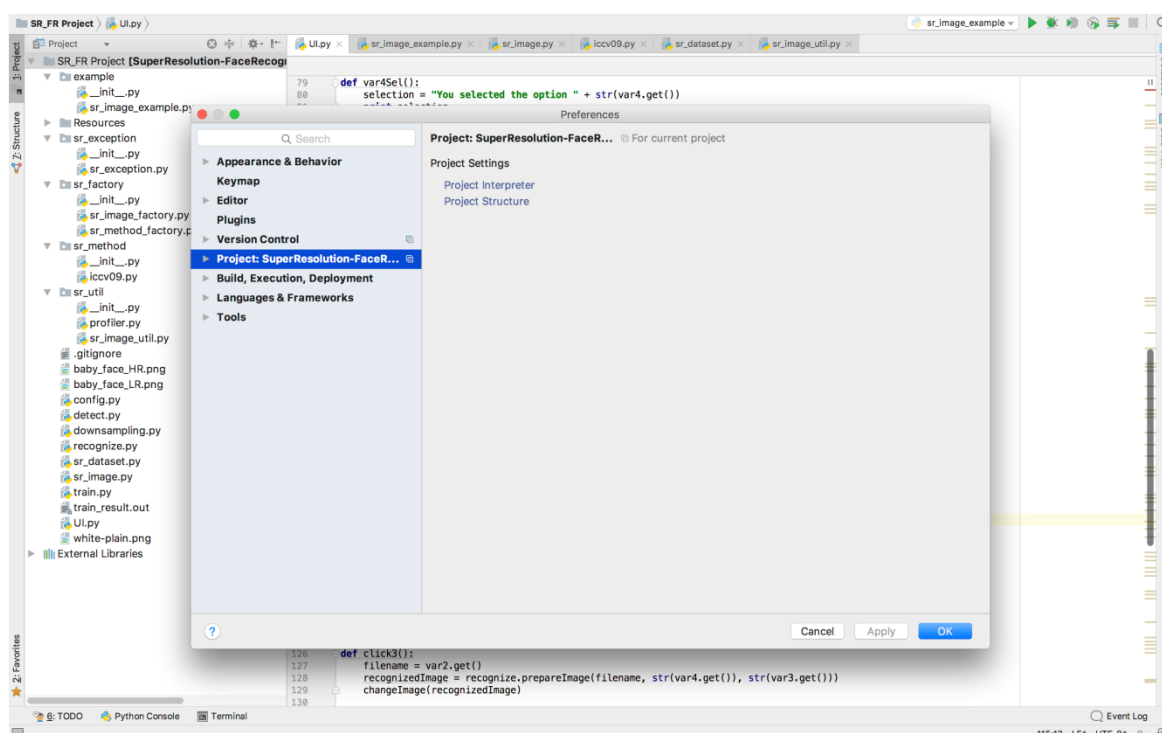 SR_FR Project UI.py
sr_image_example
Project
UI.py sr_image_example.py sr_image.py iccv09.py sr_dataset.py sr_image_util.py
1: Project
Z: Structure
2: Favorites
SR_FR Project [SuperResolution-FaceRecog
example
__init__.py
sr_image_example.py
Resources
sr_exception
__init__.py
sr_exception.py
sr_factory
__init__.py
sr_image_factory.py
sr_method_factory.p
sr_method
__init__.py
iccv09.py
sr_util
__init__.py
profiler.py
sr_image_util.py
.gitignore
baby_face_HR.png
baby_face_LR.png
config.py
detect.py
downsampling.py
recognize.py
sr_dataset.py
sr_image.py
train.py
train_result.out
UI.py
white-plain.png
External Libraries
79 def var4Sel():
80 selection = "You selected the option " + str(var4.get())
Preferences
Search
Appearance & Behavior
Keymap
Editor
Plugins
Version Control
Project: SuperResolution-FaceR...
Build, Execution, Deployment
Languages & Frameworks
Tools
Project: SuperResolution-FaceR... For current project
Project Settings
Project Interpreter
Project Structure
?
Cancel Apply OK
126 def click3():
127 filename = var2.get()
128 recognizedImage = recognize.prepareImage(filename, str(var4.get()), str(var3.get()))
129 changeImage(recognizedImage)
130
6: TODO Python Console Terminal
Event Log